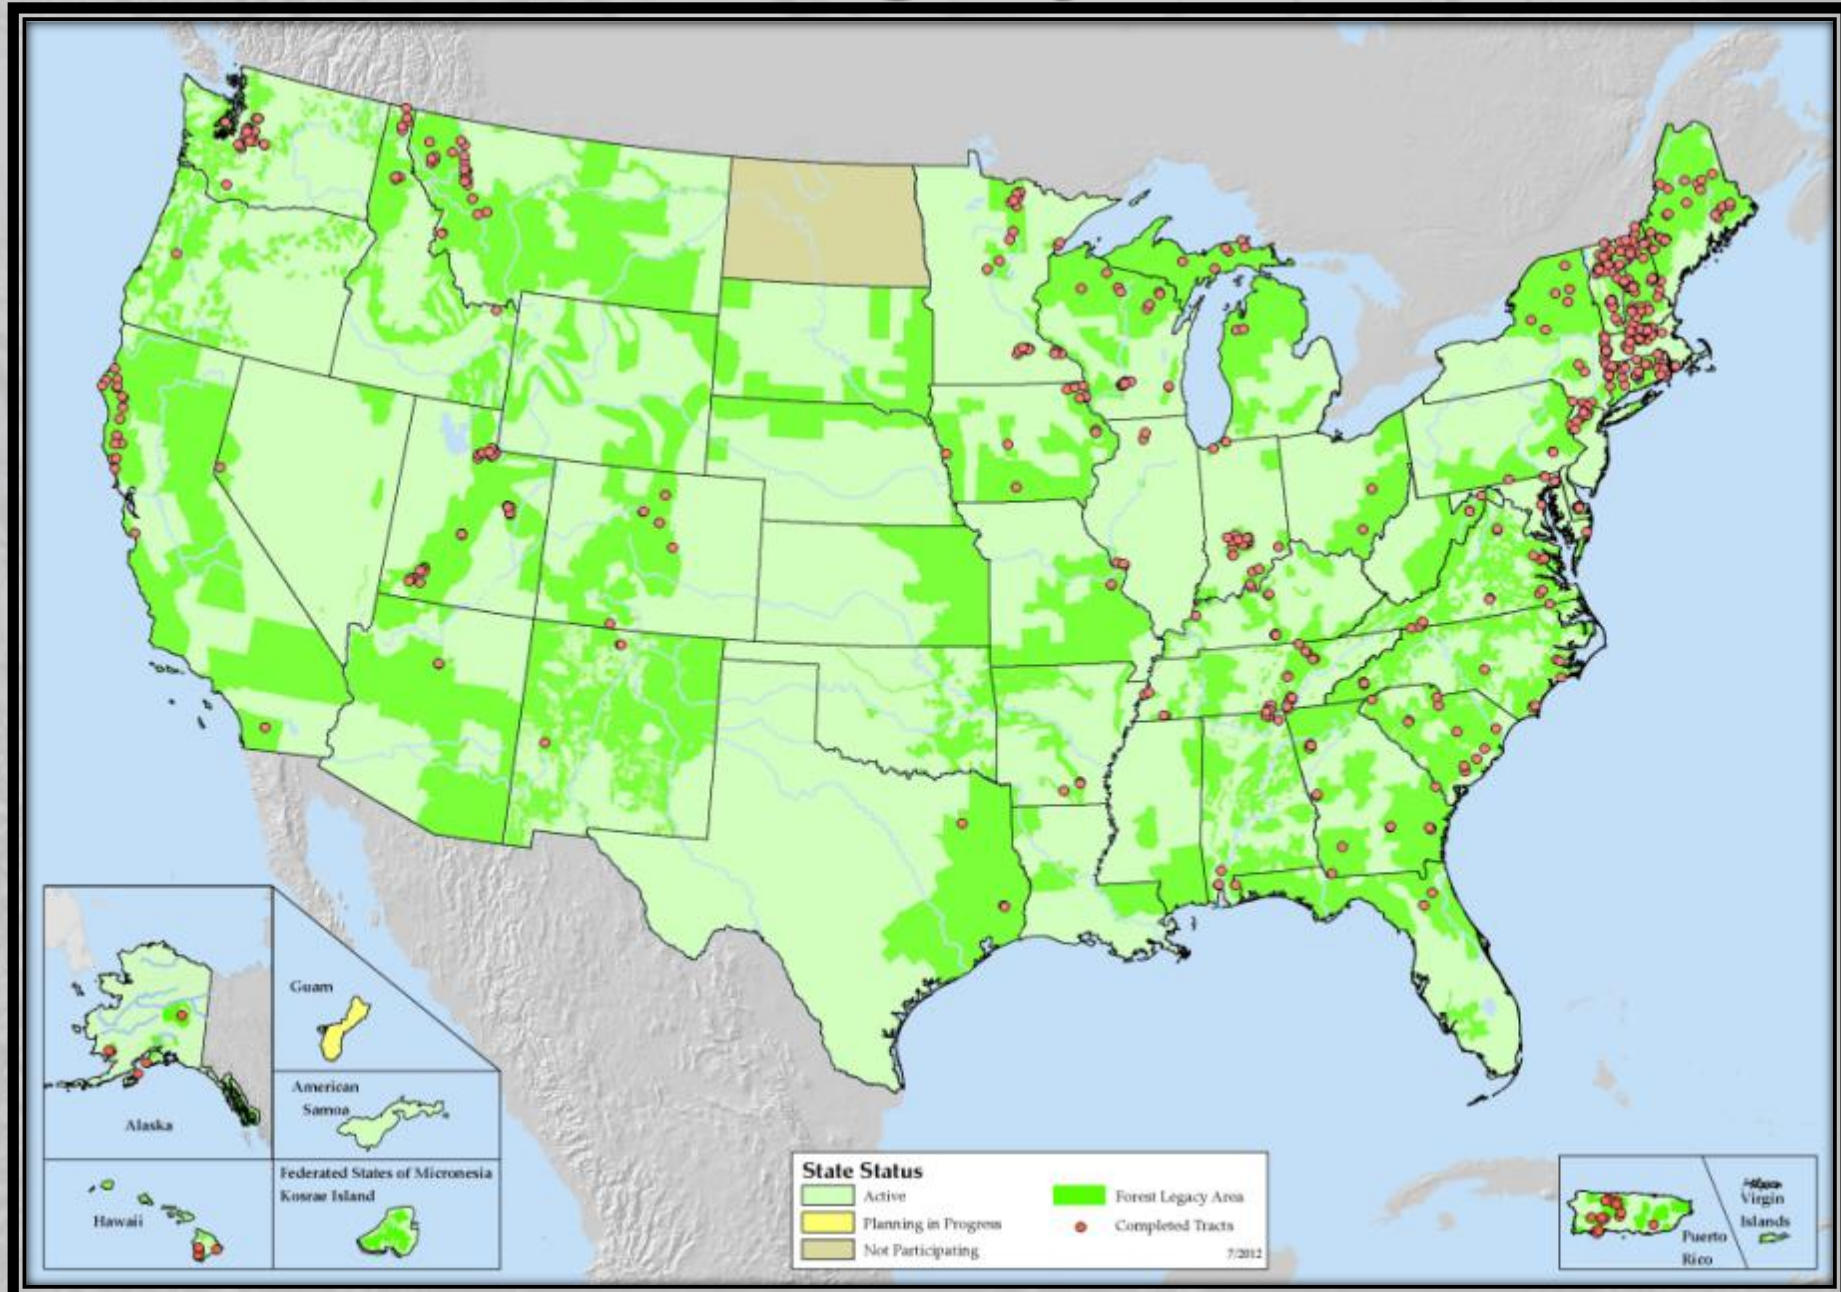 Guam
American
Samoa
Alaska
Federated States of Micronesia
Kosrae Island
Hawaii
State Status
Active
Planning in Progress
Not Participating
Forest Legacy Area
Completed Tracts
7/2012
Puerto
Rico
Virgin
Islands